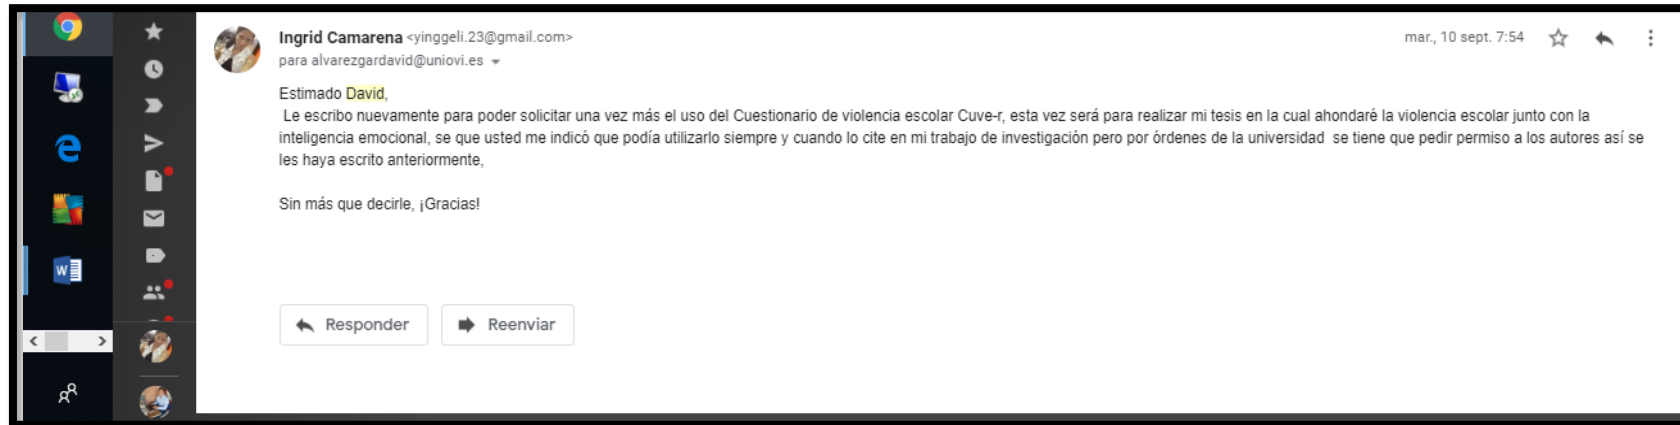 Ingrid Camarena <yinggeli.23@gmail.com>
mar., 10 sept. 7:54
para alvarezgardavid@uniovi.es
Estimado David,
Le escribo nuevamente para poder solicitar una vez más el uso del Cuestionario de violencia escolar Cuve-r, esta vez será para realizar mi tesis en la cual ahondaré la violencia escolar junto con la
inteligencia emocional, se que usted me indicó que podía utilizarlo siempre y cuando lo cite en mi trabajo de investigación pero por órdenes de la universidad se tiene que pedir permiso a los autores así se
les haya escrito anteriormente,
Sin más que decirle, ¡Gracias!
Responder
Reenviar